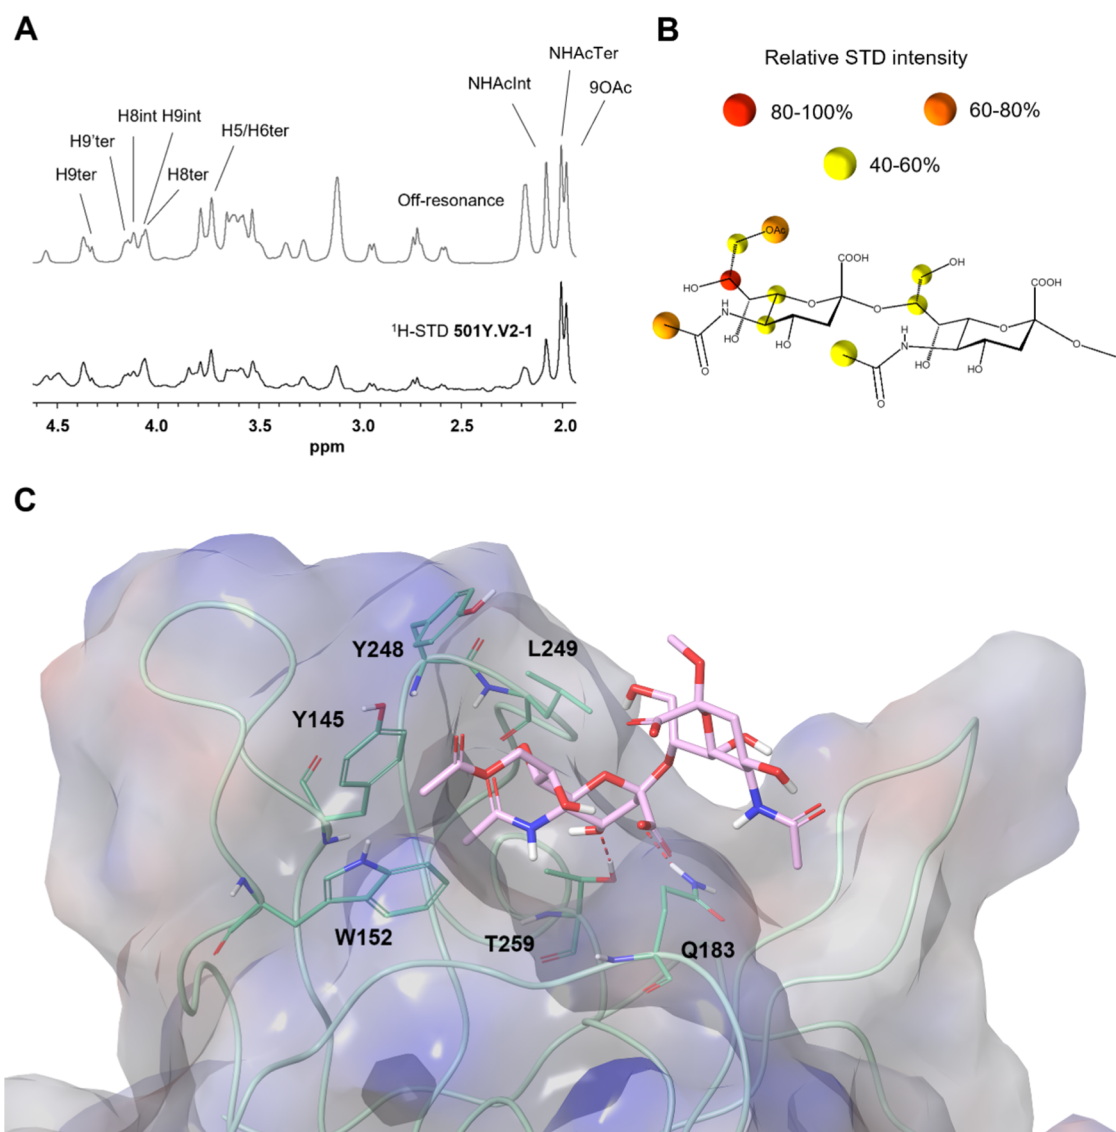 A
NHAcTer
NHAcInt
9OAc
H8int H9int
H9'ter
H5/H6ter
H9ter
H8ter
Off-resonance
¹H-STD 501Y.V2-1
4.5 4.0 3.5 3.0 2.5 2.0
ppm
B
Relative STD intensity
80-100%
60-80%
40-60%
OAc
COOH
OH
HO
O
O
COOH
H
N
HO
HO
O
H
N
O
O
HO
HO
O
C
Y248
L249
Y145
W152
T259
Q183